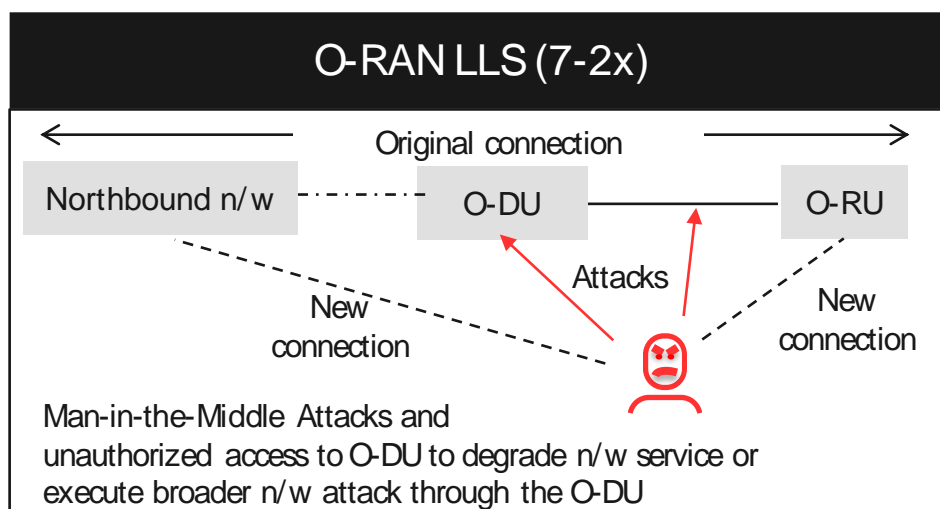 O-RAN LLS (7-2x)
Original connection
Northbound n/w
O-DU
O-RU
Attacks
New
connection
New
connection
Man-in-the-Middle Attacks and
unauthorized access to O-DU to degrade n/w service or
execute broader n/w attack through the O-DU